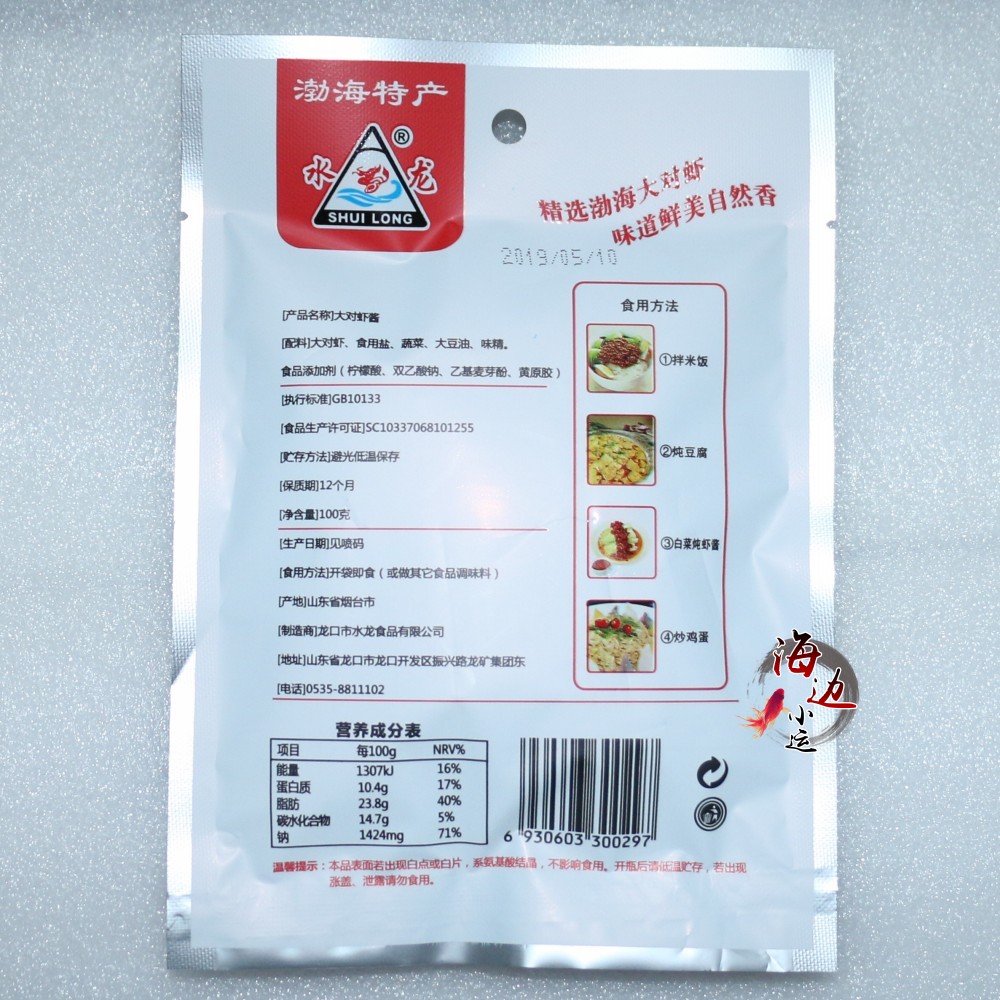 渤海特产
®
水 龙
SHUI LONG
精选渤海大对虾
味道鲜美自然香
2019/05/10
[产品名称]大对虾酱
[配料]大对虾、食用盐、蔬菜、大豆油、味精。
食品添加剂（柠檬酸、双乙酸钠、乙基麦芽酚、黄原胶）
[执行标准]GB10133
[食品生产许可证]SC10337068101255
[贮存方法]避光低温保存
[保质期]12个月
[净含量]100克
[生产日期]见喷码
[食用方法]开袋即食（或做其它食品调味料）
[产地]山东省烟台市
[制造商]龙口市水龙食品有限公司
[地址]山东省龙口市龙口开发区振兴路龙矿集团东
[电话]0535-8811102
食用方法
①拌米饭
②炖豆腐
③白菜炖虾酱
④炒鸡蛋
海边小运
营养成分表
项目 每100g NRV%
能量 1307kJ 16%
蛋白质 10.4g 17%
脂肪 23.8g 40%
碳水化合物 14.7g 5%
钠 1424mg 71%
6 930603 300297
温馨提示：本品表面若出现白点或白片，系氨基酸结晶，不影响食用。开瓶后请低温贮存，若出现
涨盖、泄露请勿食用。